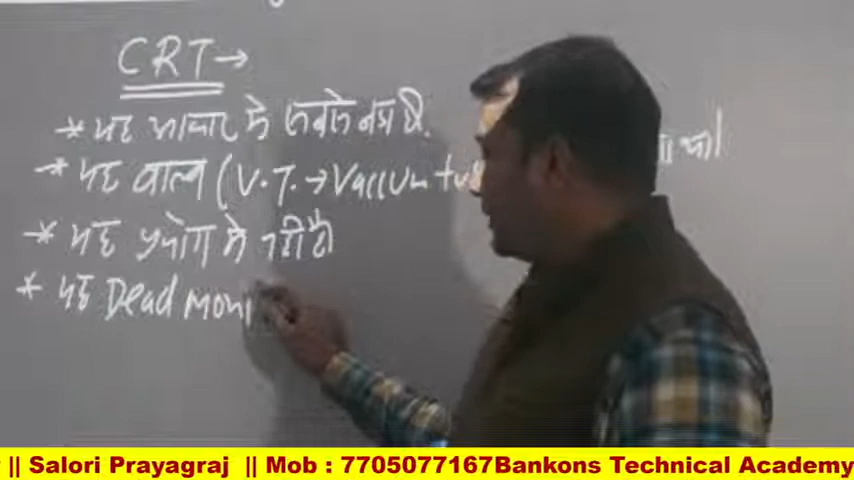 CRT→
* यह आकार में सबसे बड़ा थी.
* यह वाल्व (V.T. → Vaccum tu
* यह प्रयोग में नहीं है
* यह Dead Moni
|| Salori Prayagraj || Mob : 7705077167Bankons Technical Academy